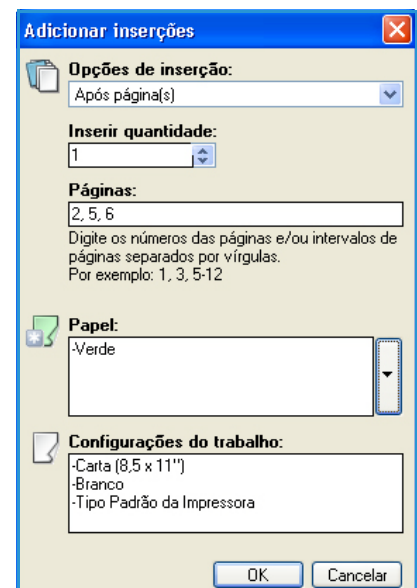 Adicionar inserções
Opções de inserção:
Após página(s)
Inserir quantidade:
1
Páginas:
2, 5, 6
Digite os números das páginas e/ou intervalos de
páginas separados por vírgulas.
Por exemplo: 1, 3, 5-12
Papel:
-Verde
Configurações do trabalho:
-Carta (8,5 x 11")
-Branco
-Tipo Padrão da Impressora
OK Cancelar